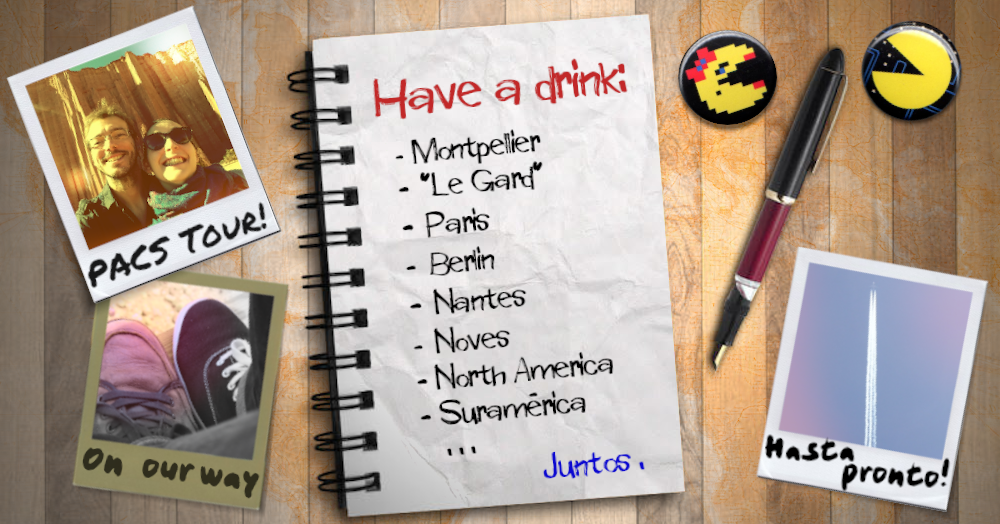 PACS TOUR!
On our way
Have a drink:
- Montpellier
- "Le Gard"
- Paris
- Berlin
- Nantes
- Noves
- North America
- Suramérica
...
Juntos.
Hasta
pronto!